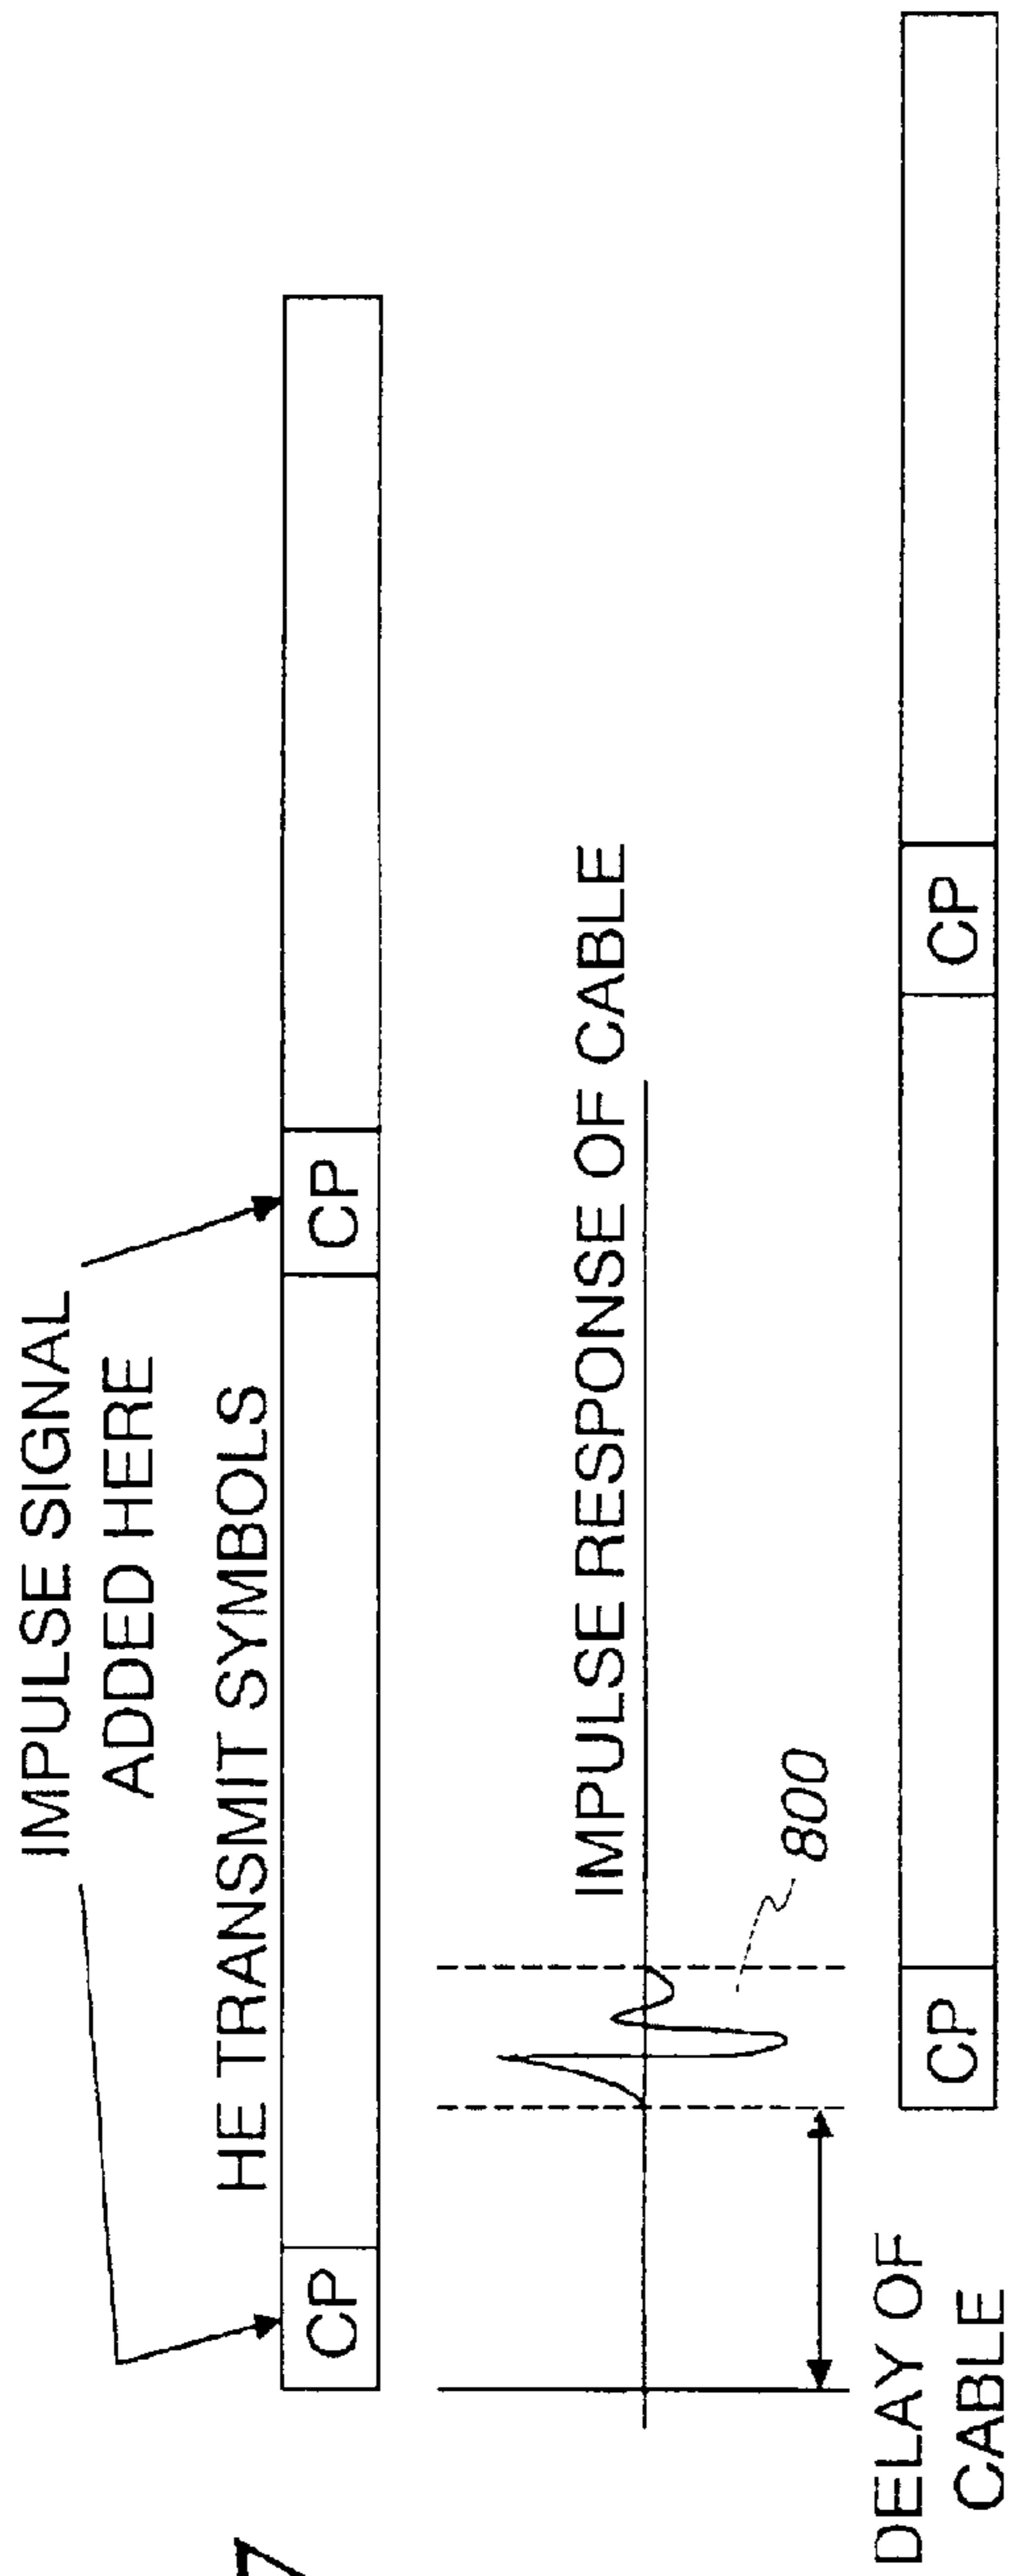 IMPULSE SIGNAL
ADDED HERE
HE TRANSMIT SYMBOLS
CP
CP
IMPULSE RESPONSE OF CABLE
800
DELAY OF
CABLE
CP
CP
7